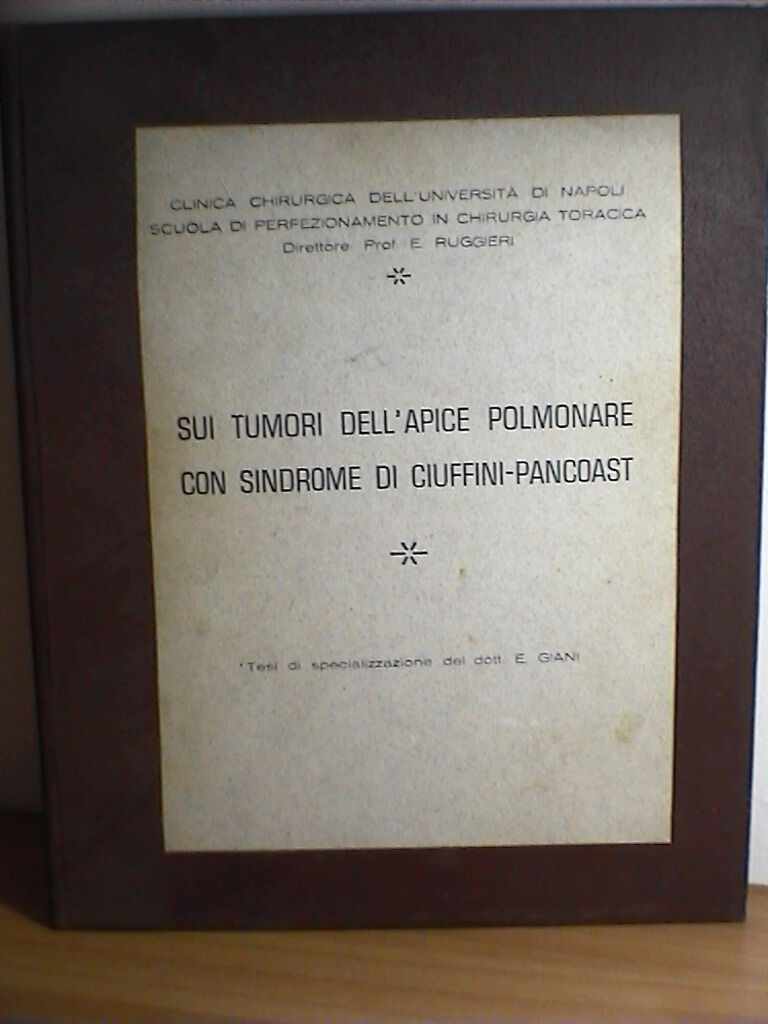 CLINICA CHIRURGICA DELL'UNIVERSITÀ DI NAPOLI
SCUOLA DI PERFEZIONAMENTO IN CHIRURGIA TORACICA
Direttore Prof. E. RUGGIERI
SUI TUMORI DELL'APICE POLMONARE
CON SINDROME DI CIUFFINI-PANCOAST
Tesi di specializzazione del dott. E. GIANI